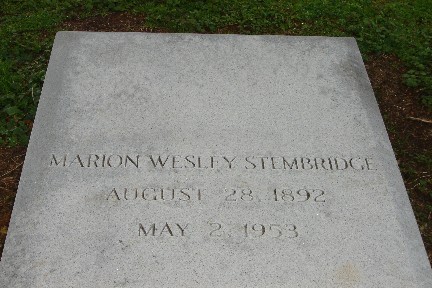 MARION WESLEY STEMBRIDGE
AUGUST 28, 1892
MAY 2, 1953